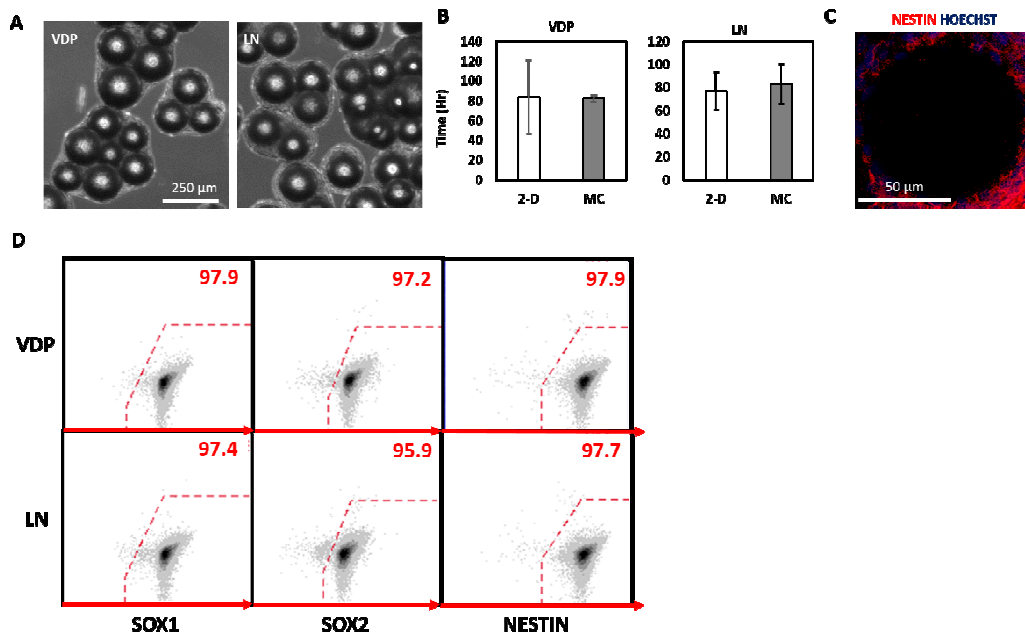 A
VDP
250 µm
LN
B
VDP
Time (Hr)
140
120
100
80
60
40
20
0
2-D
MC
LN
120
100
80
60
40
20
0
2-D
MC
C
NESTIN HOECHST
50 µm
D
VDP
97.9
97.2
97.9
LN
97.4
95.9
97.7
SOX1
SOX2
NESTIN